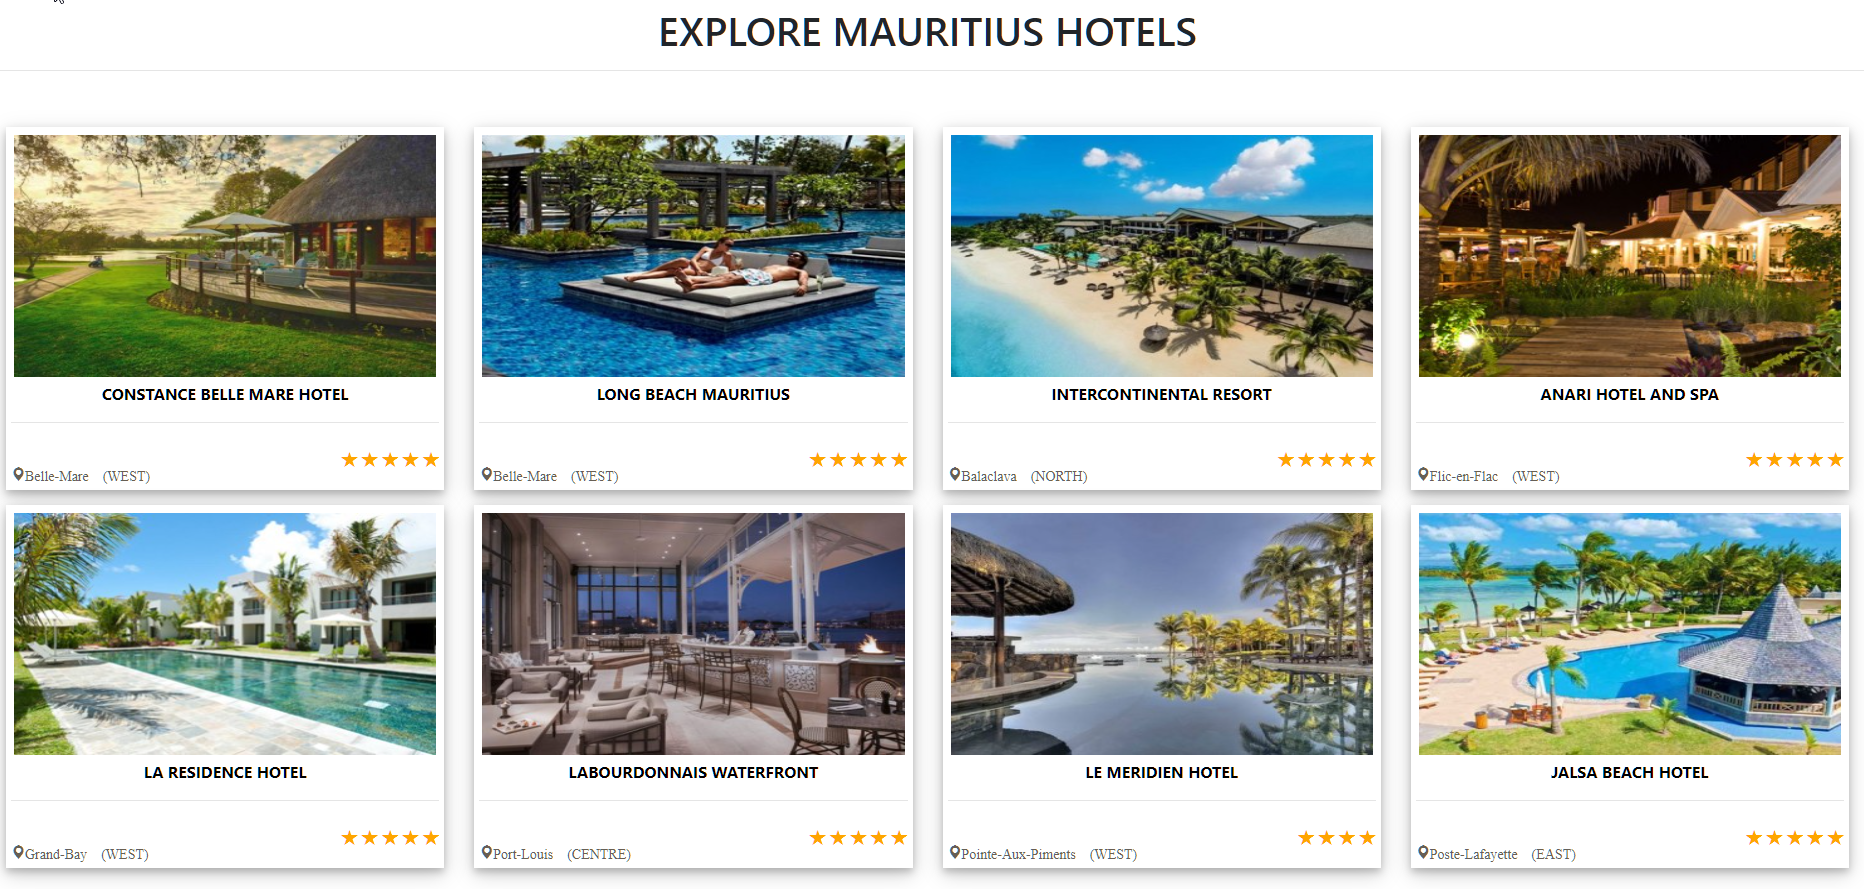 EXPLORE MAURITIUS HOTELS
CONSTANCE BELLE MARE HOTEL
Belle-Mare (WEST)
LONG BEACH MAURITIUS
Belle-Mare (WEST)
INTERCONTINENTAL RESORT
Balaclava (NORTH)
ANARI HOTEL AND SPA
Flic-en-Flac (WEST)
LA RESIDENCE HOTEL
Grand-Bay (WEST)
LABOURDONNAIS WATERFRONT
Port-Louis (CENTRE)
LE MERIDIEN HOTEL
Pointe-Aux-Piments (WEST)
JALSA BEACH HOTEL
Poste-Lafayette (EAST)